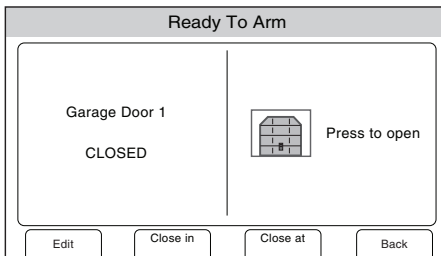 Ready To Arm
Garage Door 1
CLOSED
Press to open
Edit
Close in
Close at
Back